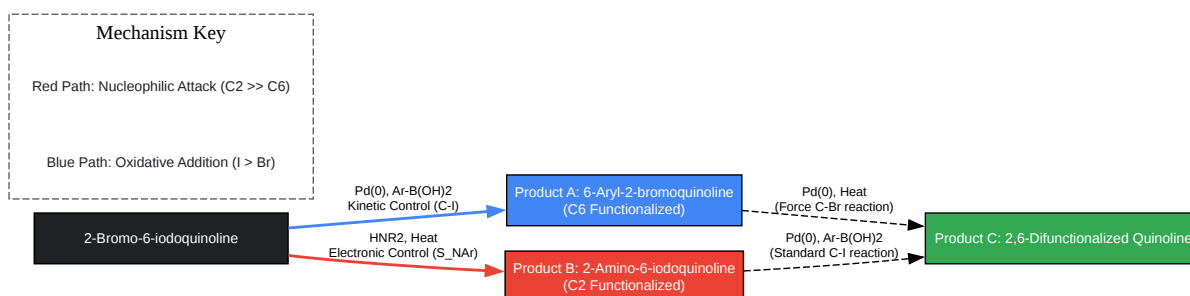 Mechanism Key
Red Path: Nucleophilic Attack (C2 >> C6)
Blue Path: Oxidative Addition (I > Br)
2-Bromo-6-iodoquinoline
Pd(0), Ar-B(OH)2
Kinetic Control (C-I)
HNR2, Heat
Electronic Control (S_NAr)
Product A: 6-Aryl-2-bromoquinoline
(C6 Functionalized)
Product B: 2-Amino-6-iodoquinoline
(C2 Functionalized)
Pd(0), Heat
(Force C-Br reaction)
Pd(0), Ar-B(OH)2
(Standard C-I reaction)
Product C: 2,6-Difunctionalized Quinoline